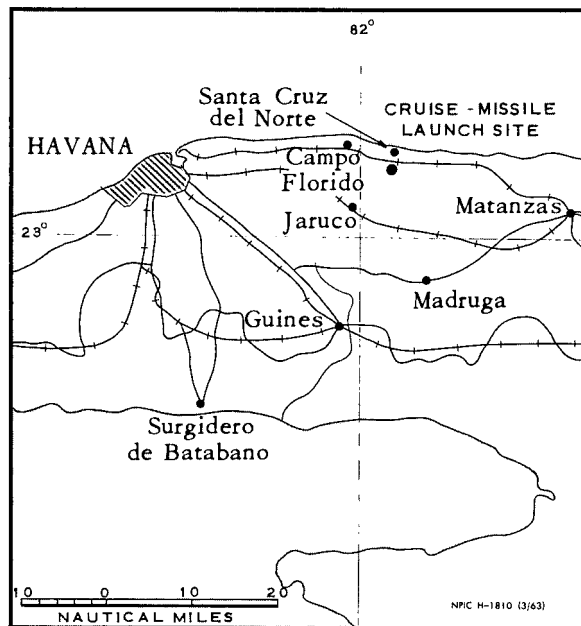 82°
Santa Cruz
del Norte
CRUISE-MISSILE
LAUNCH SITE
HAVANA
Campo
Florido
Jaruco
Matanzas
23°
Madruga
Guines
Surgidero
de Batabano
10 0 10 20
NAUTICAL MILES
NPIC H-1810 (3/63)